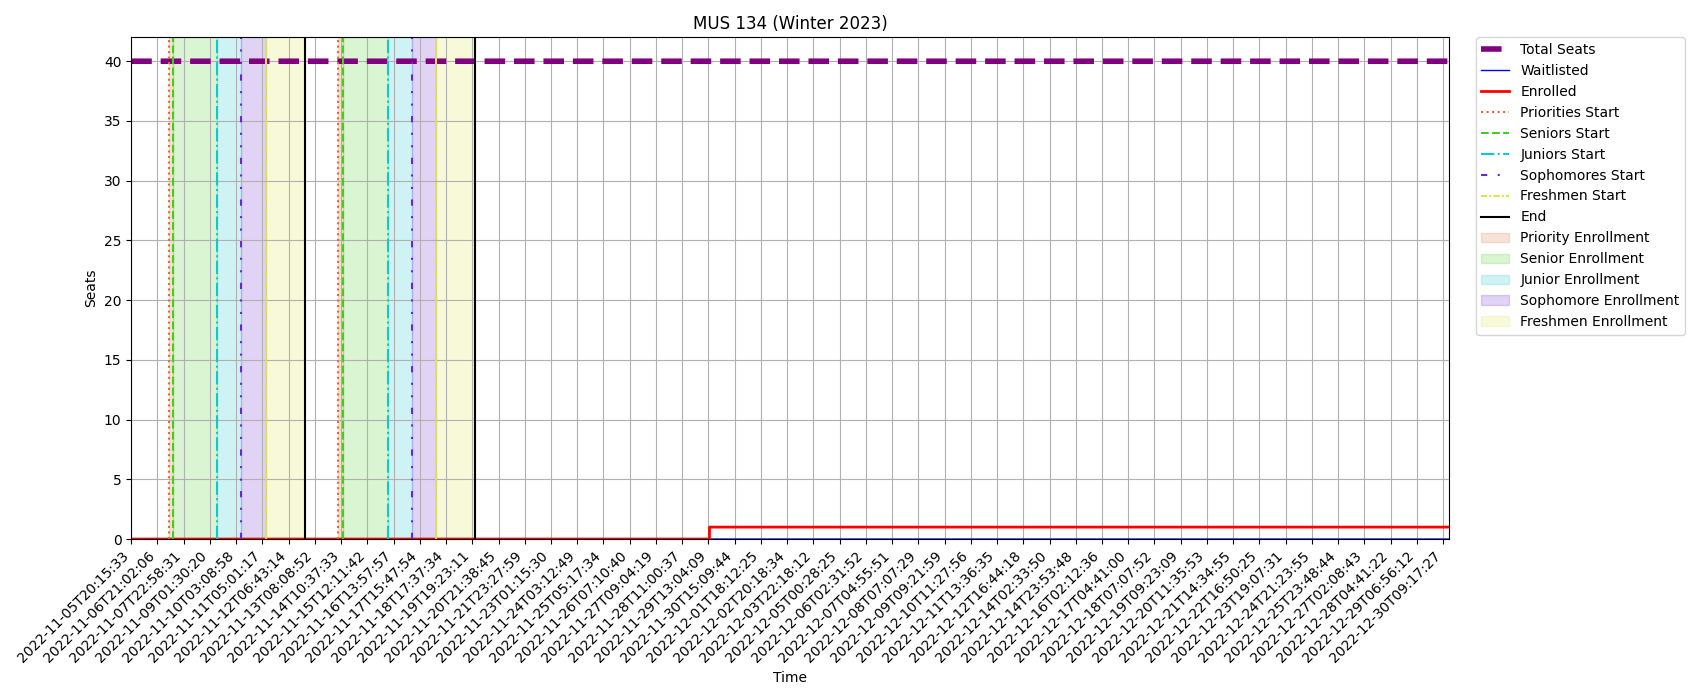 MUS 134 (Winter 2023)
40
35
30
25
20
15
10
5
0
Seats
2022-11-05T20:15:33
2022-11-06T21:02:06
2022-11-07T22:58:31
2022-11-09T01:30:20
2022-11-10T03:08:58
2022-11-11T05:01:17
2022-11-12T06:43:14
2022-11-13T08:08:52
2022-11-14T10:37:33
2022-11-15T12:11:42
2022-11-16T13:57:57
2022-11-17T15:47:54
2022-11-18T17:37:34
2022-11-19T19:23:11
2022-11-20T21:38:45
2022-11-21T23:27:59
2022-11-23T01:15:30
2022-11-24T03:12:49
2022-11-25T05:17:34
2022-11-26T07:10:40
2022-11-27T09:04:19
2022-11-28T11:00:37
2022-11-29T13:04:09
2022-11-30T15:09:44
2022-12-01T18:12:25
2022-12-02T20:18:34
2022-12-03T22:18:12
2022-12-05T00:28:25
2022-12-06T02:31:52
2022-12-07T04:55:51
2022-12-08T07:07:29
2022-12-09T09:21:59
2022-12-10T11:27:56
2022-12-11T13:36:35
2022-12-12T16:44:18
2022-12-14T02:33:50
2022-12-14T23:53:48
2022-12-16T02:12:36
2022-12-17T04:41:00
2022-12-18T07:07:52
2022-12-19T09:23:09
2022-12-20T11:35:53
2022-12-21T14:34:55
2022-12-22T16:50:25
2022-12-23T19:07:31
2022-12-24T21:23:55
2022-12-25T23:48:44
2022-12-27T02:08:43
2022-12-28T04:41:22
2022-12-29T06:56:12
2022-12-30T09:17:27
Time
Total Seats
Waitlisted
Enrolled
Priorities Start
Seniors Start
Juniors Start
Sophomores Start
Freshmen Start
End
Priority Enrollment
Senior Enrollment
Junior Enrollment
Sophomore Enrollment
Freshmen Enrollment